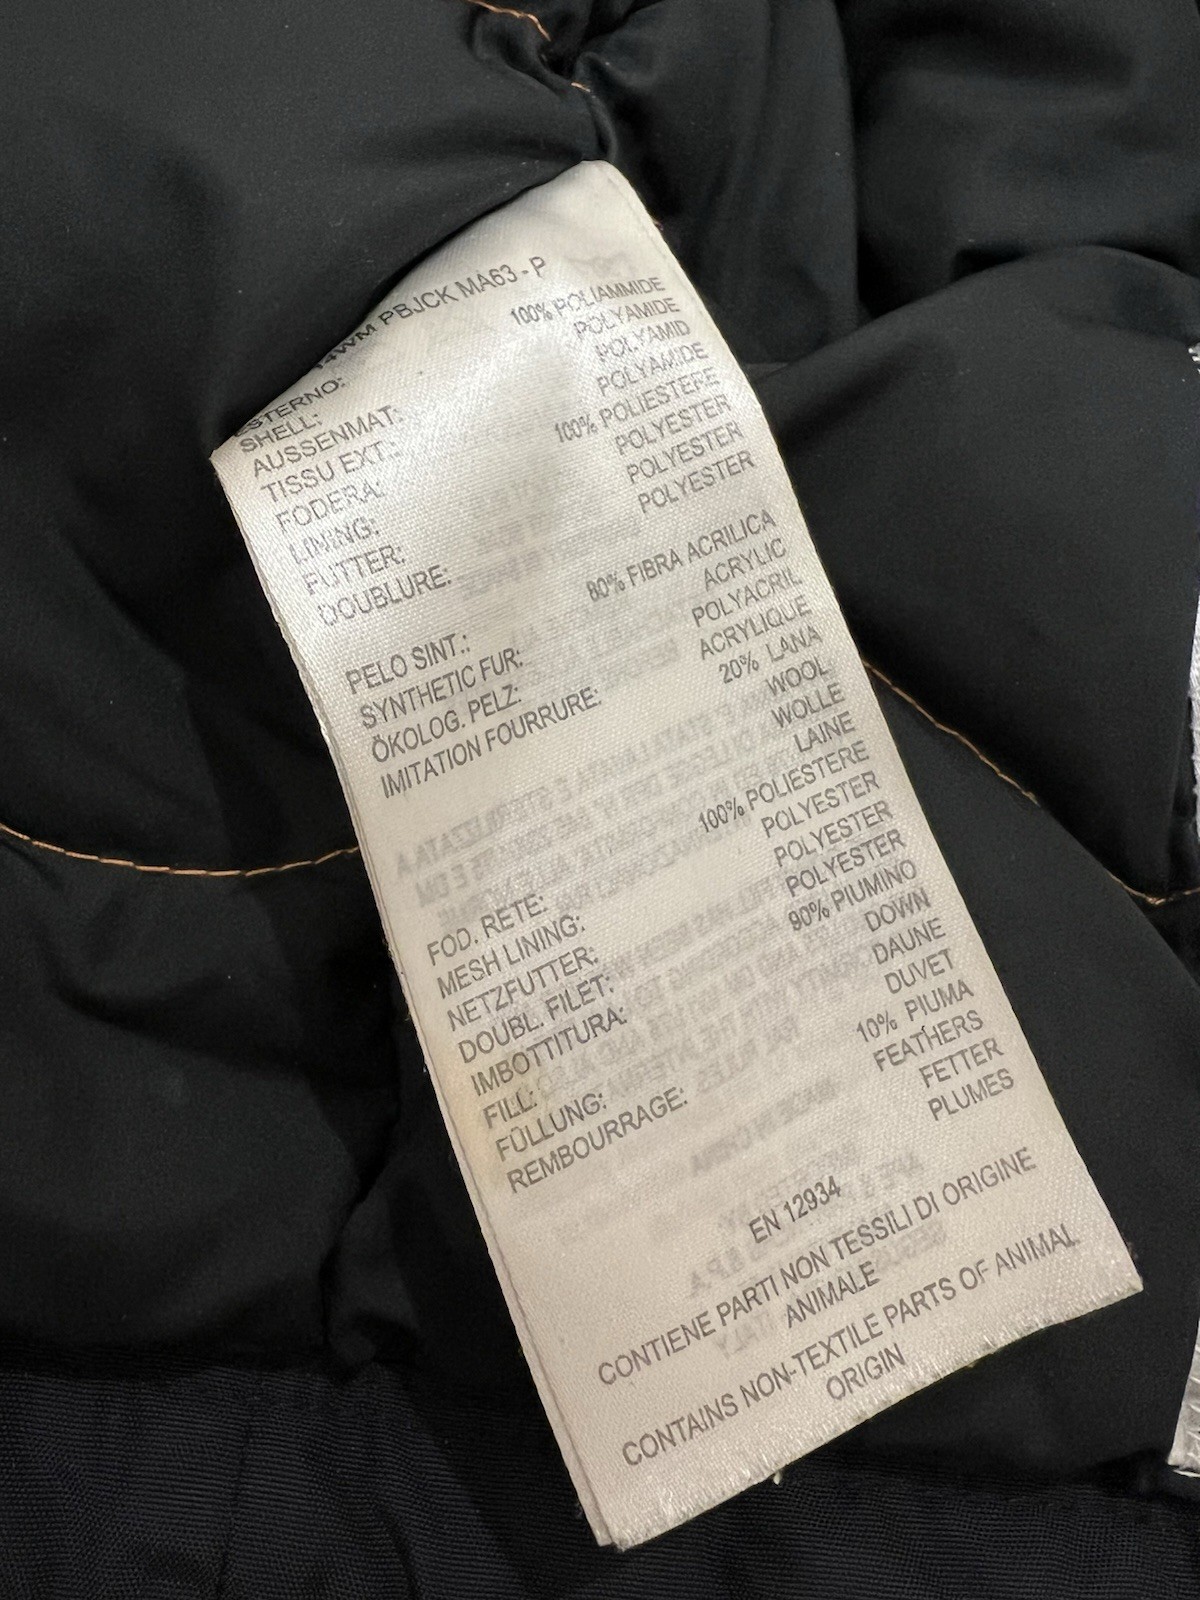 PBJCK MA63 - P
ESTERNO: 100% POLIAMMIDE
SHELL: POLYAMIDE
AUSSENMAT: POLYAMID
TISSU EXT.: POLYAMIDE
FODERA: 100% POLIESTERE
LINING: POLYESTER
FUTTER: POLYESTER
DOUBLURE: POLYESTER
PELO SINT.: 80% FIBRA ACRILICA
SYNTHETIC FUR: ACRYLIC
ÖKOLOG. PELZ: POLYACRIL
IMITATION FOURRURE: ACRYLIQUE
20% LANA
WOOL
WOLLE
LAINE
FOD. RETE: 100% POLIESTERE
MESH LINING: POLYESTER
NETZFUTTER: POLYESTER
DOUBL. FILET: POLYESTER
IMBOTTITURA: 90% PIUMINO
FILL: DOWN
FÜLLUNG: DAUNE
REMBOURRAGE: DUVET
10% PIUMA
FEATHERS
FETTER
PLUMES
EN 12934
CONTIENE PARTI NON TESSILI DI ORIGINE
ANIMALE
CONTAINS NON-TEXTILE PARTS OF ANIMAL
ORIGIN